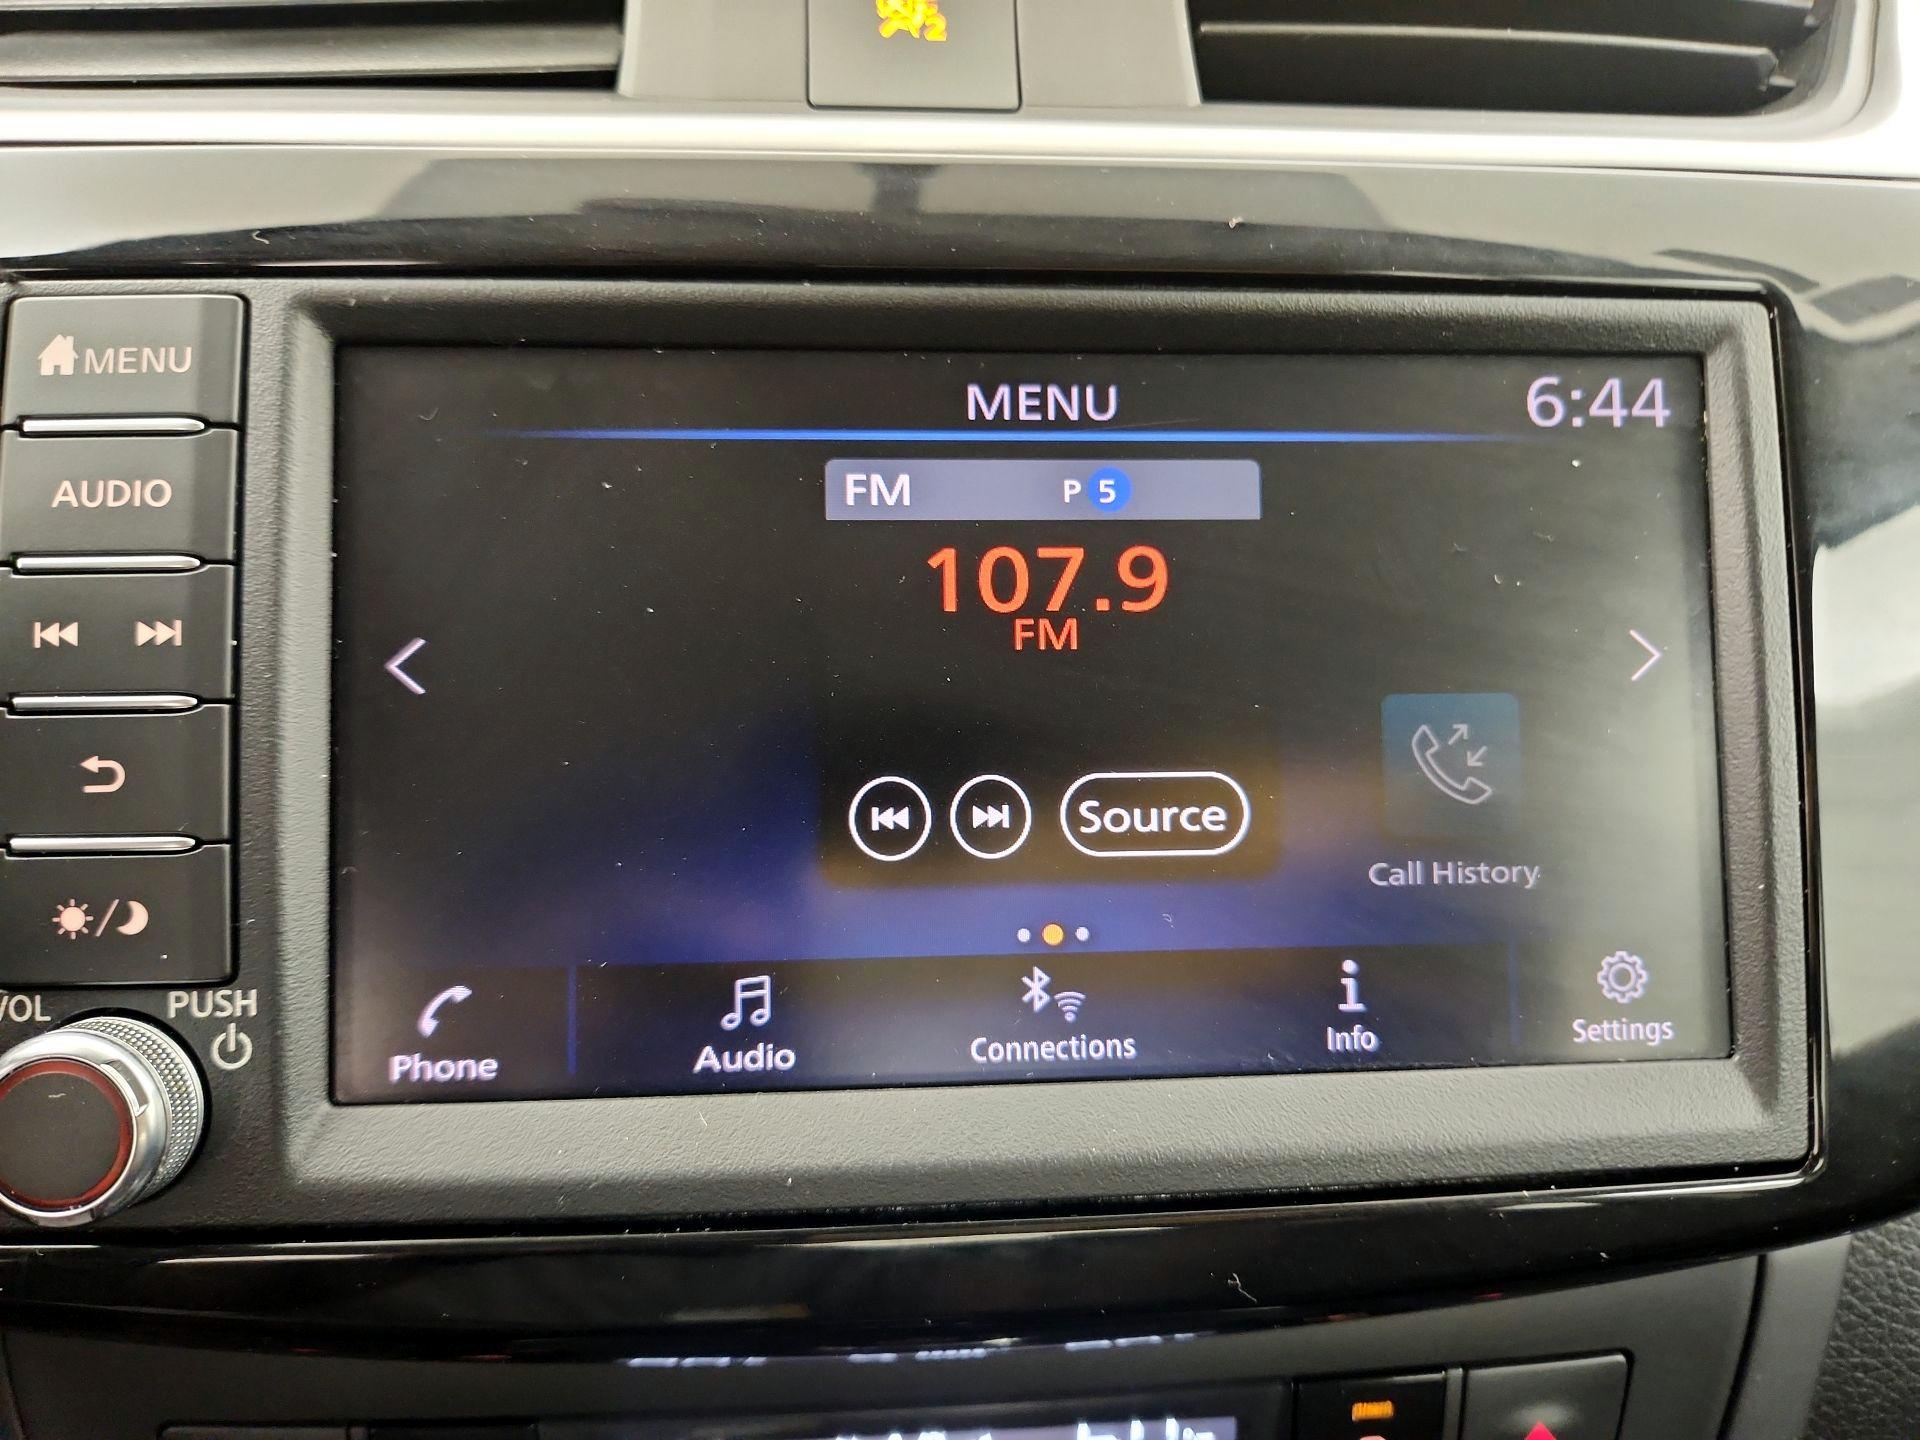 MENU
AUDIO
VOL
PUSH
MENU
6:44
FM P 5
107.9
FM
Source
Call History
Phone
Audio
Connections
Info
Settings